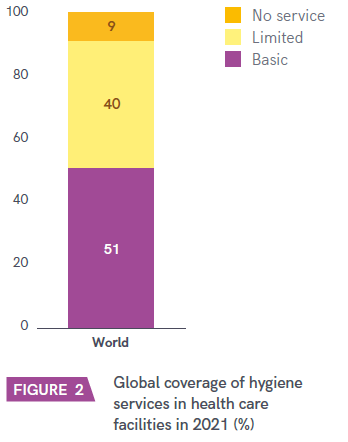 100
80
60
40
20
0
9
40
51
World
No service
Limited
Basic
FIGURE 2
Global coverage of hygiene
services in health care
facilities in 2021 (%)